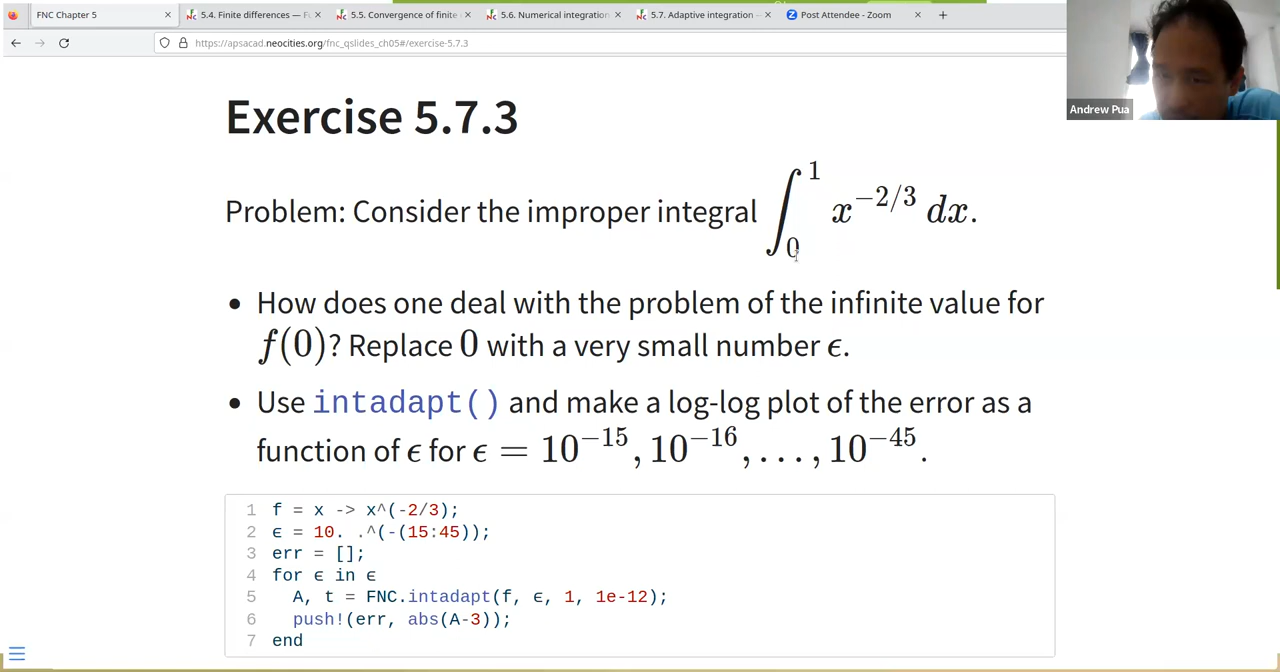 FNC Chapter 5
5.4. Finite differences — F
5.5. Convergence of finite
5.6. Numerical integration
5.7. Adaptive integration
Post Attendee - Zoom
https://apsacad.neocities.org/fnc_qslides_ch05#/exercise-5.7.3
Andrew Pua
Exercise 5.7.3
Problem: Consider the improper integral ∫₀¹ x^{-2/3} dx.
• How does one deal with the problem of the infinite value for
f(0)? Replace 0 with a very small number ϵ.
• Use intadapt() and make a log-log plot of the error as a
function of ϵ for ϵ = 10^{-15}, 10^{-16}, . . . , 10^{-45}.
1 f = x -> x^(-2/3);
2 ϵ = 10. .^(-(15:45));
3 err = [];
4 for ϵ in ϵ
5 A, t = FNC.intadapt(f, ϵ, 1, 1e-12);
6 push!(err, abs(A-3));
7 end